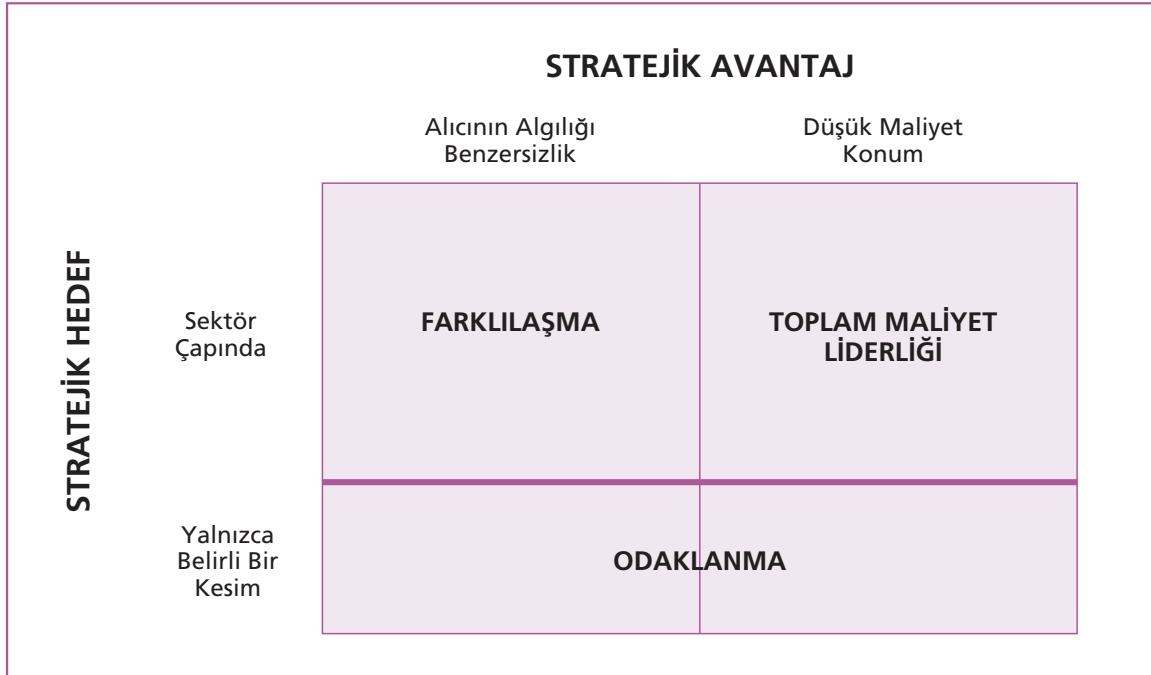 STRATEJİK AVANTAJ
Alıcının Algılığı
Benzersizlik
Düşük Maliyet
Konum
STRATEJİK HEDEF
Sektör
Çapında
FARKLILAŞMA
TOPLAM MALİYET
LİDERLİĞİ
Yalnızca
Belirli Bir
Kesim
ODAKLANMA